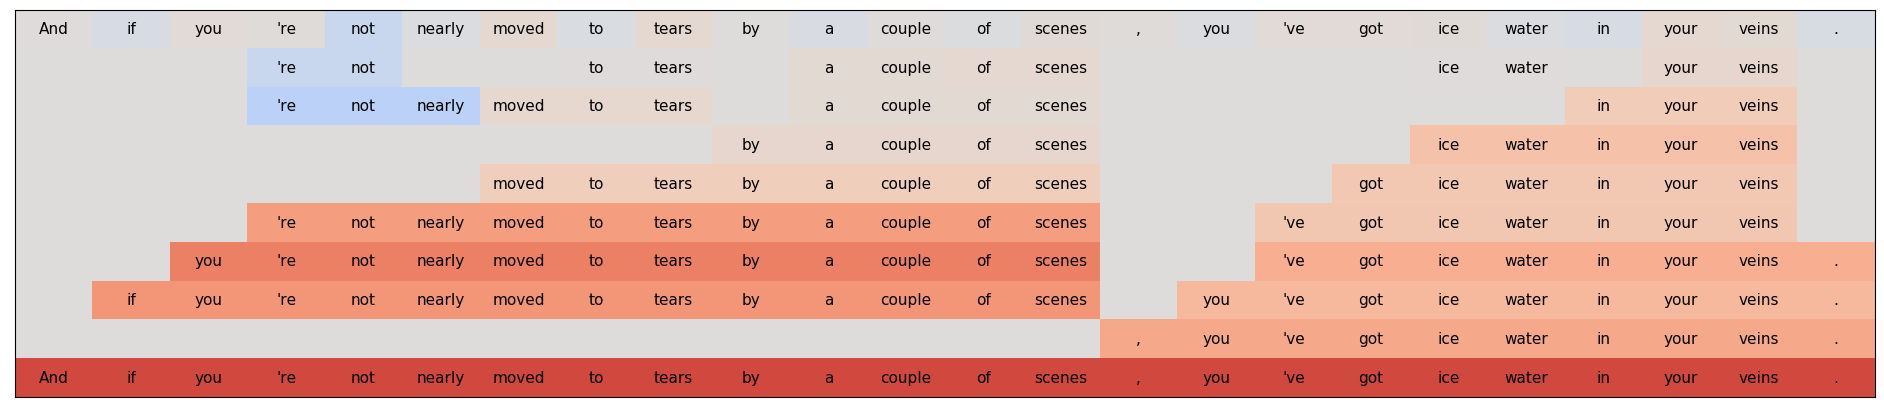 And if you 're not nearly moved to tears by a couple of scenes , you 've got ice water in your veins .
're not to tears a couple of scenes ice water your veins
're not nearly moved to tears a couple of scenes in your veins
by a couple of scenes ice water in your veins
moved to tears by a couple of scenes got ice water in your veins
're not nearly moved to tears by a couple of scenes 've got ice water in your veins
you 're not nearly moved to tears by a couple of scenes 've got ice water in your veins .
if you 're not nearly moved to tears by a couple of scenes you 've got ice water in your veins .
, you 've got ice water in your veins .
And if you 're not nearly moved to tears by a couple of scenes , you 've got ice water in your veins .